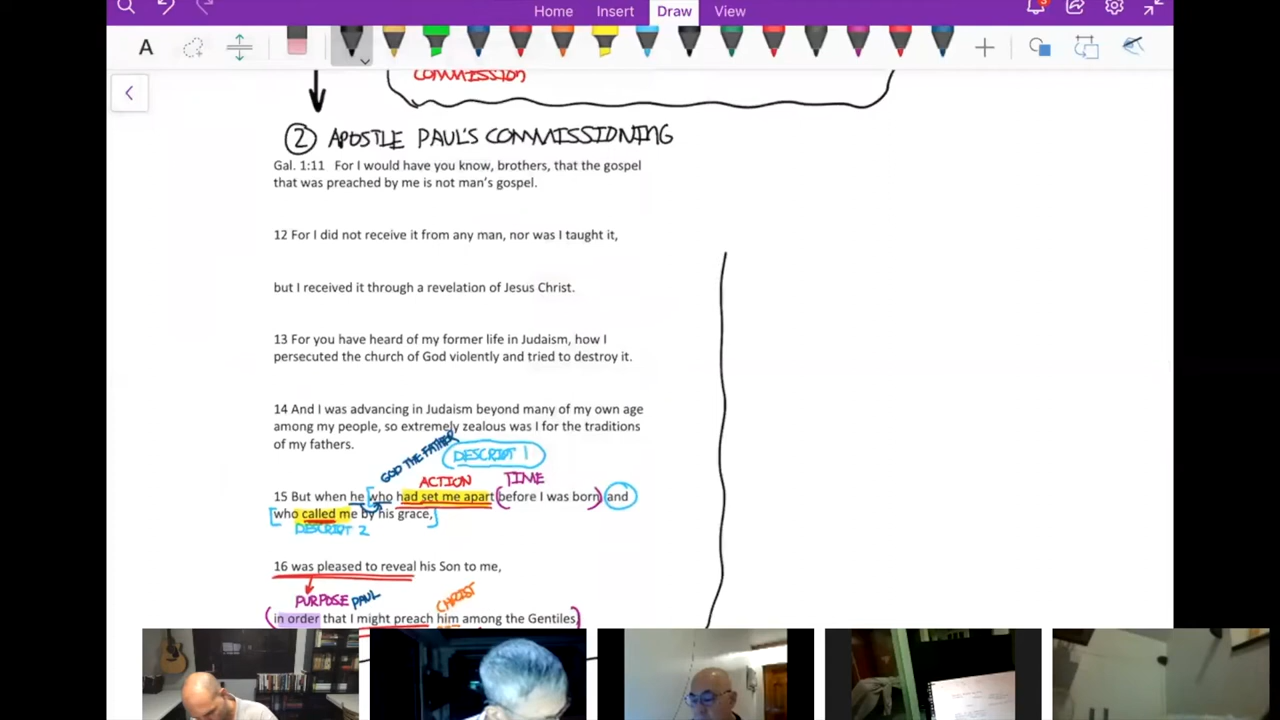 Home Insert Draw View
A
COMMISSION
② APOSTLE PAUL'S COMMISSIONING
Gal. 1:11 For I would have you know, brothers, that the gospel
that was preached by me is not man's gospel.
12 For I did not receive it from any man, nor was I taught it,
but I received it through a revelation of Jesus Christ.
13 For you have heard of my former life in Judaism, how I
persecuted the church of God violently and tried to destroy it.
14 And I was advancing in Judaism beyond many of my own age
among my people, so extremely zealous was I for the traditions
of my fathers.
GOD THE FATHER DESCRIPT 1
ACTION TIME
15 But when he [who had set me apart (before I was born) and
[who called me by his grace,]
DESCRIPT 2
16 was pleased to reveal his Son to me,
PURPOSE PAUL CHRIST
(in order that I might preach him among the Gentiles,)